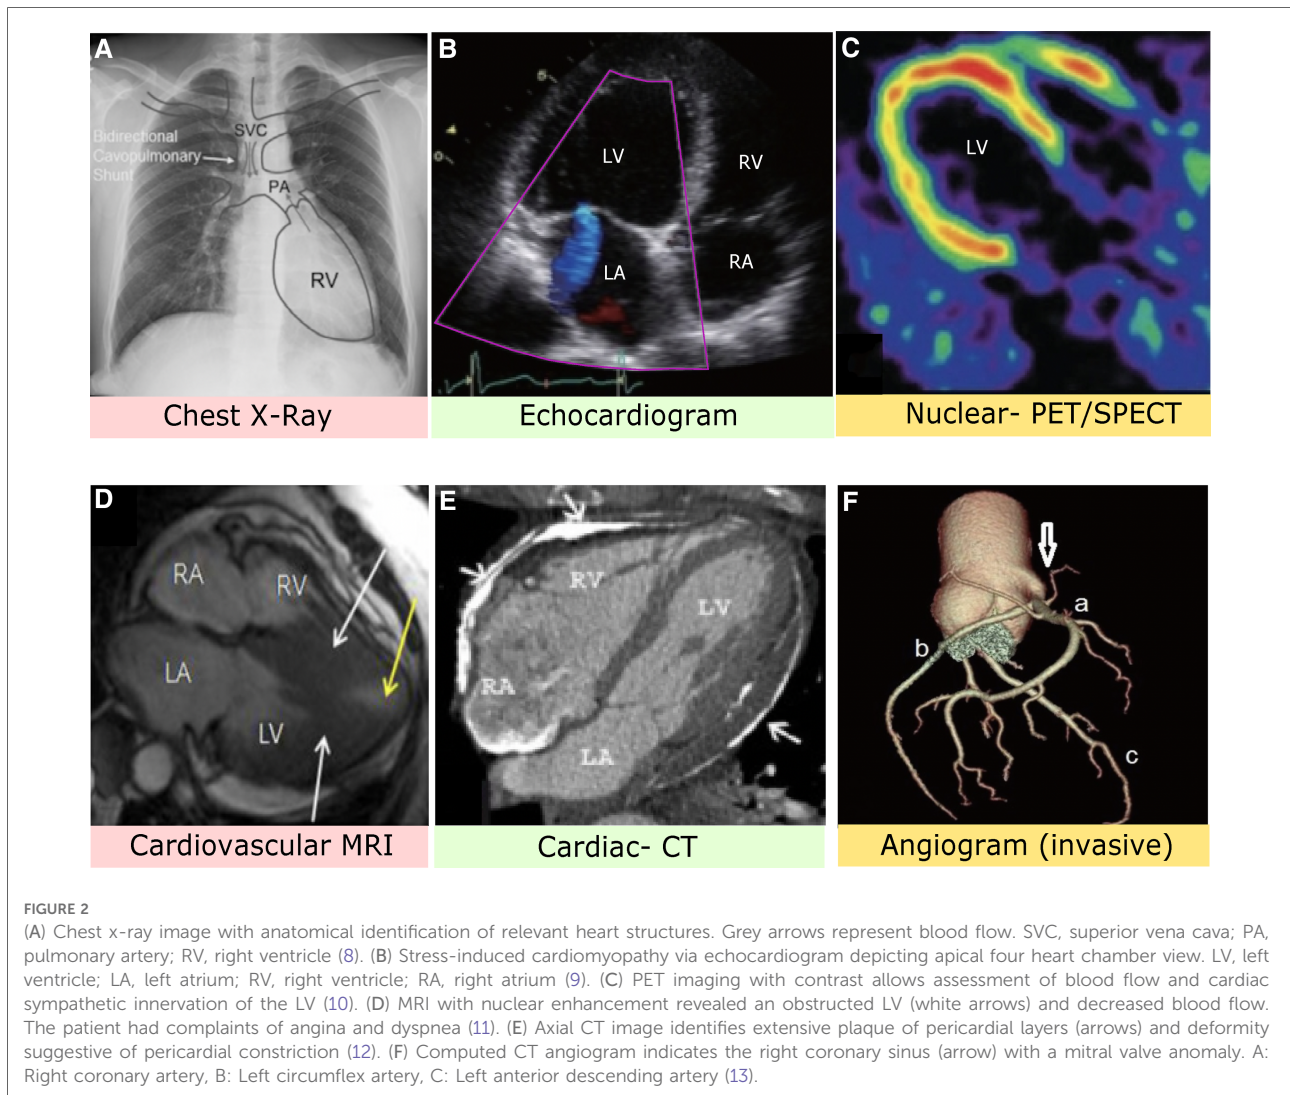 A
Bidirectional
Cavopulmonary
Shunt
SVC
PA
RV
Chest X-Ray
B
LV
RV
LA
RA
Echocardiogram
C
LV
Nuclear- PET/SPECT
D
RA
RV
LA
LV
Cardiovascular MRI
E
RV
LV
RA
LA
Cardiac- CT
F
a
b
c
Angiogram (invasive)
FIGURE 2
(A) Chest x-ray image with anatomical identification of relevant heart structures. Grey arrows represent blood flow. SVC, superior vena cava; PA,
pulmonary artery; RV, right ventricle (8). (B) Stress-induced cardiomyopathy via echocardiogram depicting apical four heart chamber view. LV, left
ventricle; LA, left atrium; RV, right ventricle; RA, right atrium (9). (C) PET imaging with contrast allows assessment of blood flow and cardiac
sympathetic innervation of the LV (10). (D) MRI with nuclear enhancement revealed an obstructed LV (white arrows) and decreased blood flow.
The patient had complaints of angina and dyspnea (11). (E) Axial CT image identifies extensive plaque of pericardial layers (arrows) and deformity
suggestive of pericardial constriction (12). (F) Computed CT angiogram indicates the right coronary sinus (arrow) with a mitral valve anomaly. A:
Right coronary artery, B: Left circumflex artery, C: Left anterior descending artery (13).